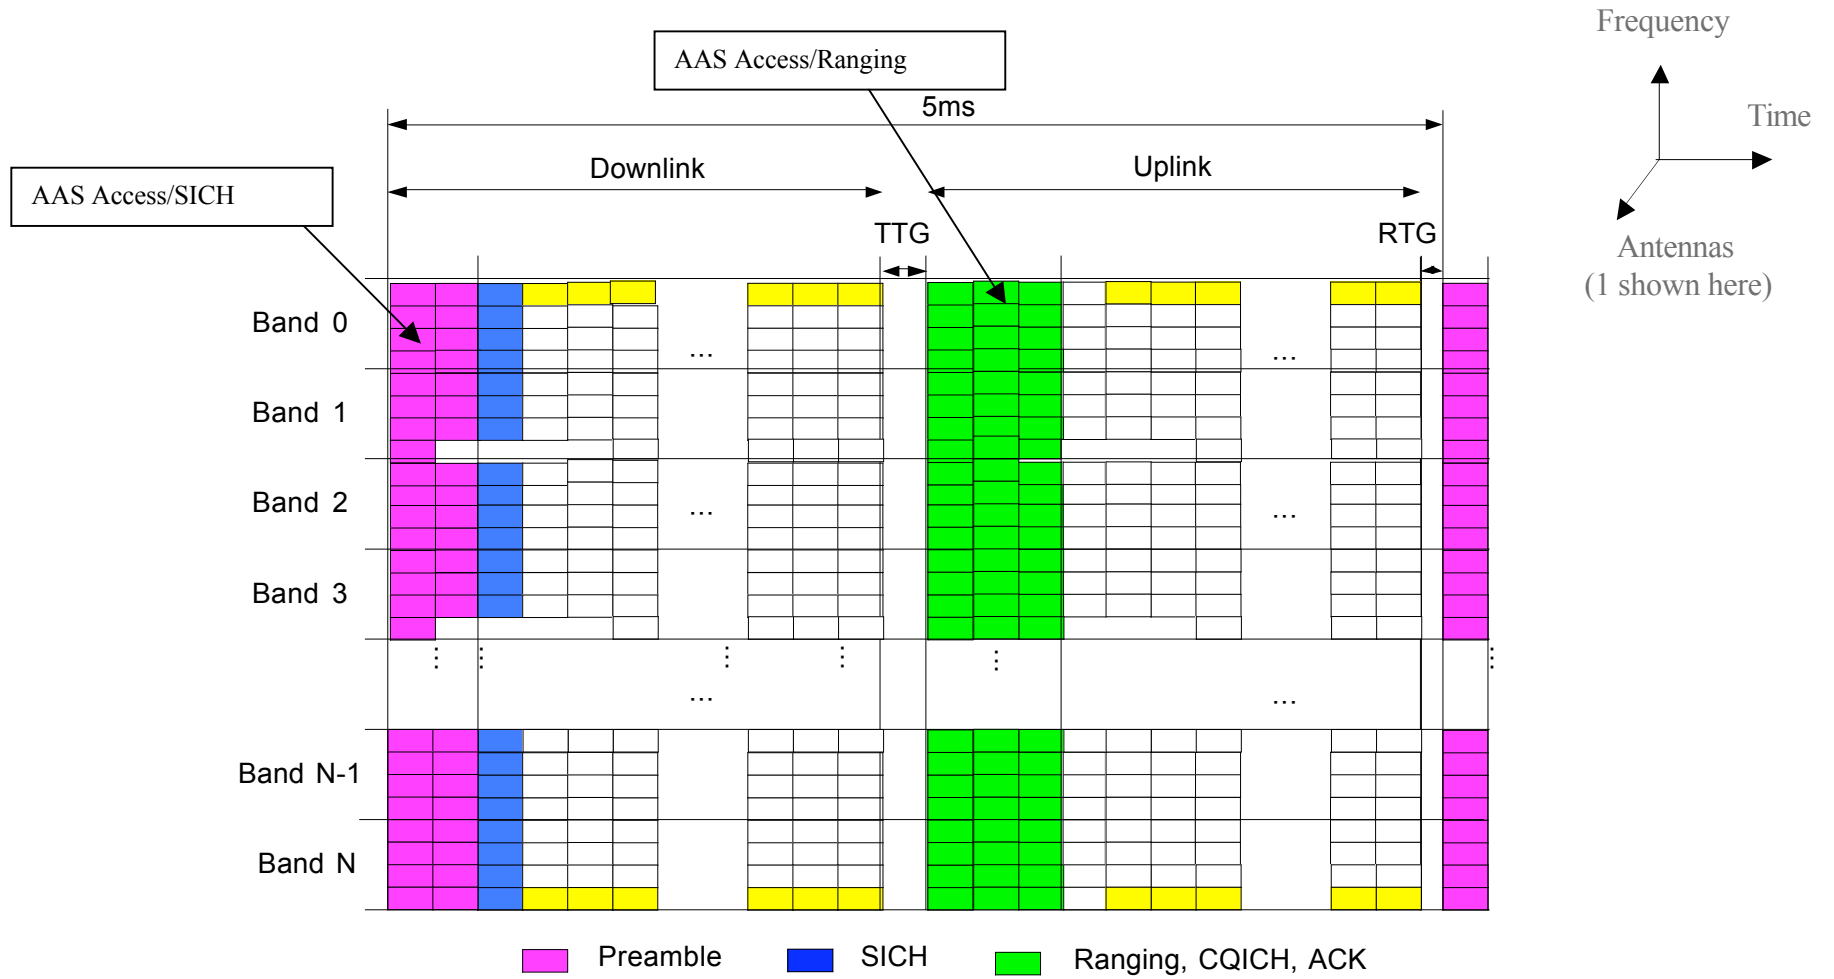 Frequency
AAS Access/Ranging
5ms
Time
Downlink
Uplink
AAS Access/SICH
TTG
RTG
Antennas
(1 shown here)
Band 0
...
...
Band 1
Band 2
...
...
Band 3
...
...
Band N-1
Band N
Preamble
SICH
Ranging, CQICH, ACK